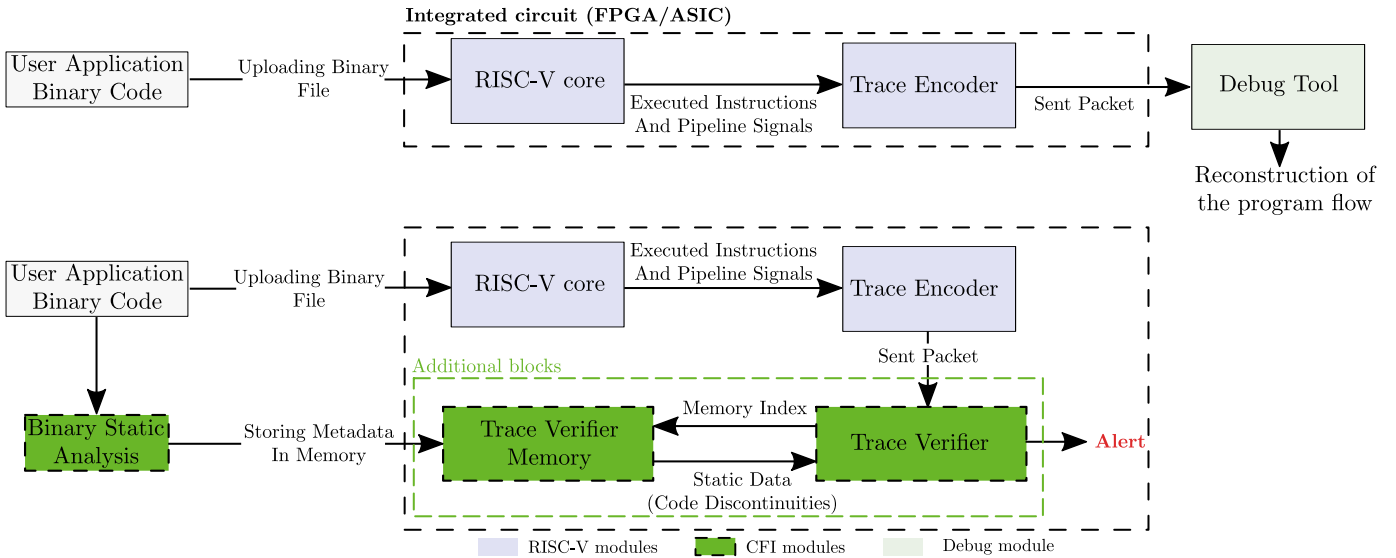 Integrated circuit (FPGA/ASIC)
User Application
Binary Code
Uploading Binary
File
RISC-V core
Executed Instructions
And Pipeline Signals
Trace Encoder
Sent Packet
Debug Tool
Reconstruction of
the program flow
User Application
Binary Code
Uploading Binary
File
RISC-V core
Executed Instructions
And Pipeline Signals
Trace Encoder
Sent Packet
Additional blocks
Binary Static
Analysis
Storing Metadata
In Memory
Trace Verifier
Memory
Memory Index
Static Data
(Code Discontinuities)
Trace Verifier
Alert
RISC-V modules
CFI modules
Debug module